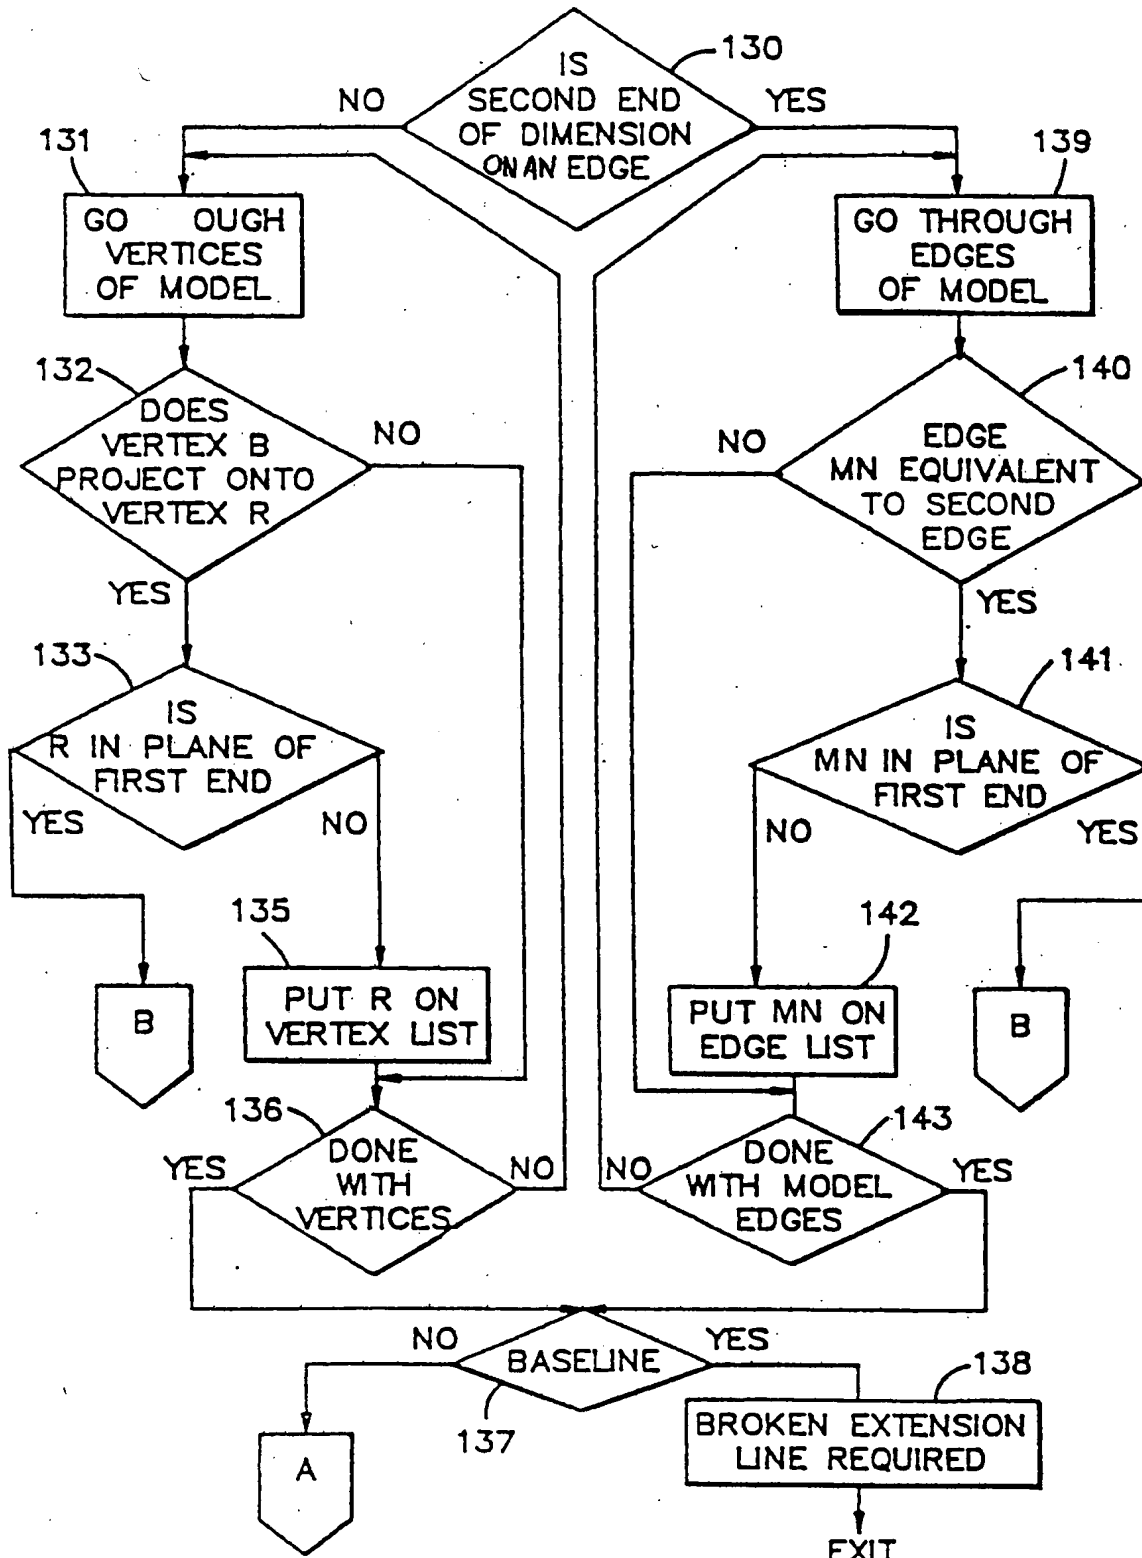 130
IS
SECOND END
OF DIMENSION
ON AN EDGE
NO
YES
131
GO OUGH
VERTICES
OF MODEL
139
GO THROUGH
EDGES
OF MODEL
132
DOES
VERTEX B
PROJECT ONTO
VERTEX R
NO
YES
140
EDGE
MN EQUIVALENT
TO SECOND
EDGE
NO
YES
133
IS
R IN PLANE OF
FIRST END
YES
NO
141
IS
MN IN PLANE OF
FIRST END
NO
YES
B
135
PUT R ON
VERTEX LIST
142
PUT MN ON
EDGE LIST
B
136
DONE
WITH
VERTICES
YES
NO
143
DONE
WITH MODEL
EDGES
NO
YES
BASELINE
NO
YES
137
A
138
BROKEN EXTENSION
LINE REQUIRED
EXIT